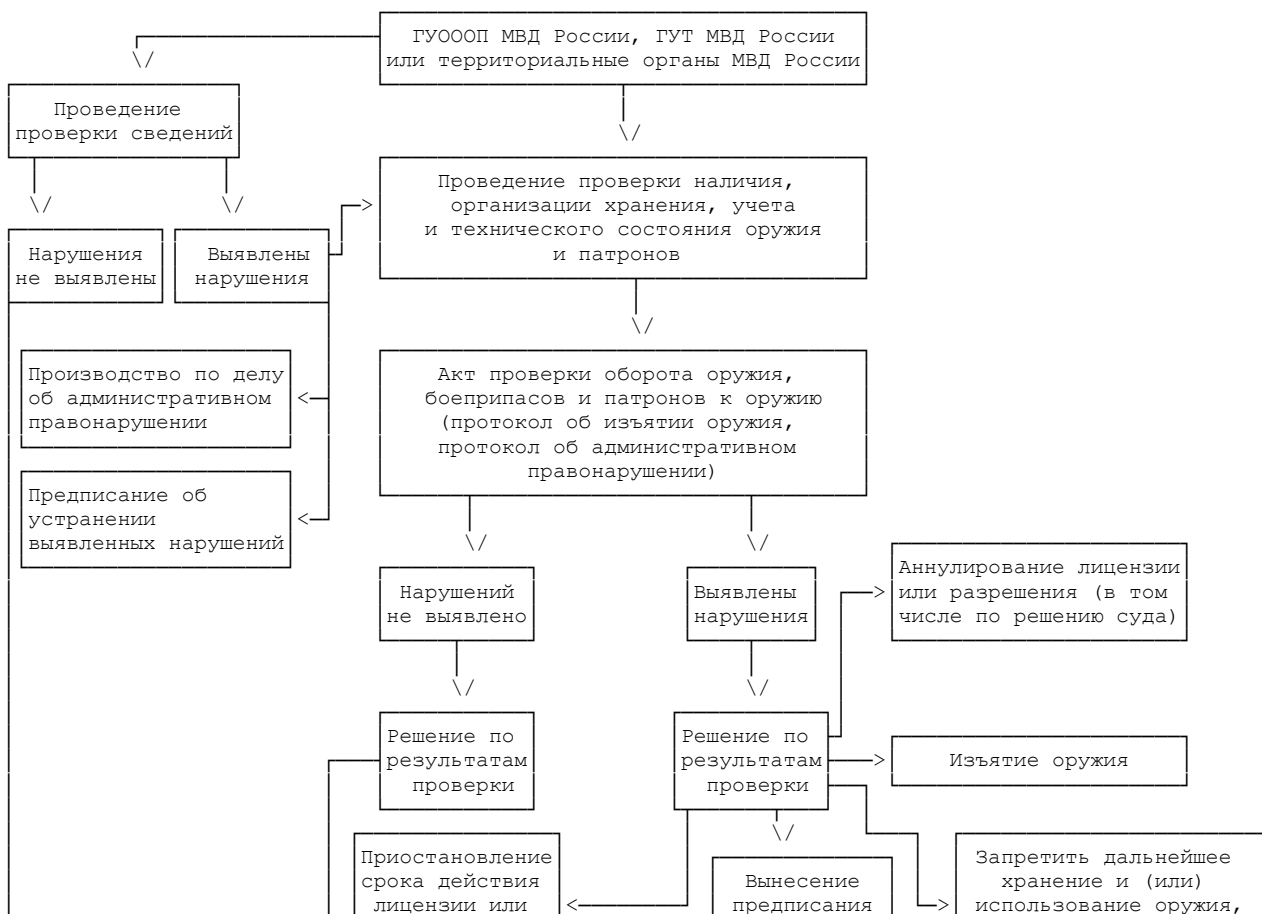 ГУОООП МВД России, ГУТ МВД России
или территориальные органы МВД России
Проведение
проверки сведений
Проведение проверки наличия,
организации хранения, учета
и технического состояния оружия
и патронов
Нарушения
не выявлены
Выявлены
нарушения
Производство по делу
об административном
правонарушении
Акт проверки оборота оружия,
боеприпасов и патронов к оружию
(протокол об изъятии оружия,
протокол об административном
правонарушении)
Предписание об
устранении
выявленных нарушений
Нарушений
не выявлено
Выявлены
нарушения
Аннулирование лицензии
или разрешения (в том
числе по решению суда)
Решение по
результатам
проверки
Решение по
результатам
проверки
Изъятие оружия
Приостановление
срока действия
лицензии или
Вынесение
предписания
Запретить дальнейшее
хранение и (или)
использование оружия,